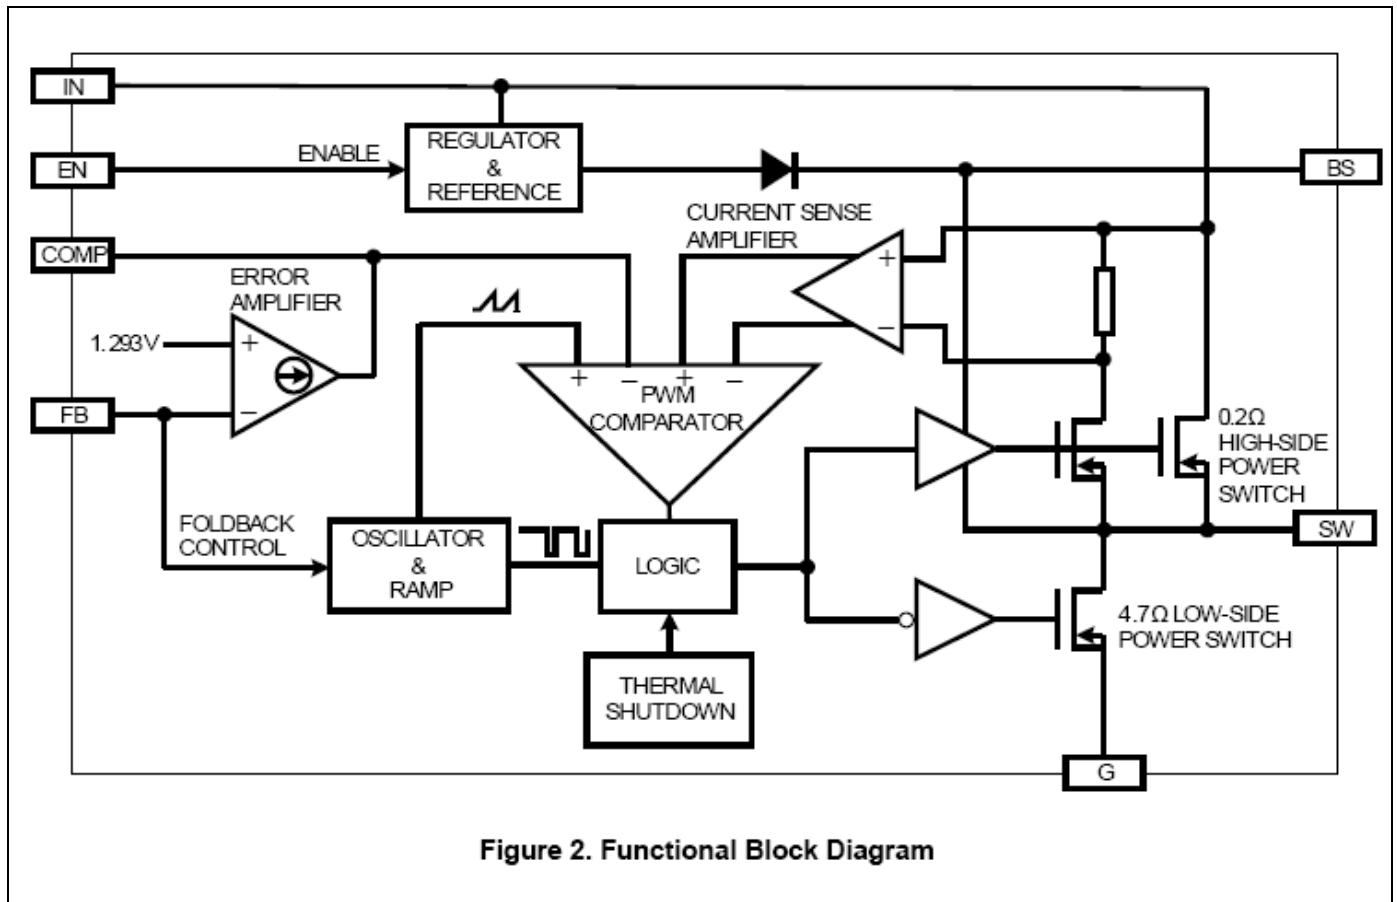 IN
EN
ENABLE
REGULATOR
&
REFERENCE
BS
COMP
CURRENT SENSE
AMPLIFIER
+
−
ERROR
AMPLIFIER
1.293V
+
−
FB
+ − + −
PWM
COMPARATOR
0.2Ω
HIGH-SIDE
POWER
SWITCH
FOLDBACK
CONTROL
OSCILLATOR
&
RAMP
LOGIC
SW
4.7Ω LOW-SIDE
POWER SWITCH
THERMAL
SHUTDOWN
G
Figure 2. Functional Block Diagram